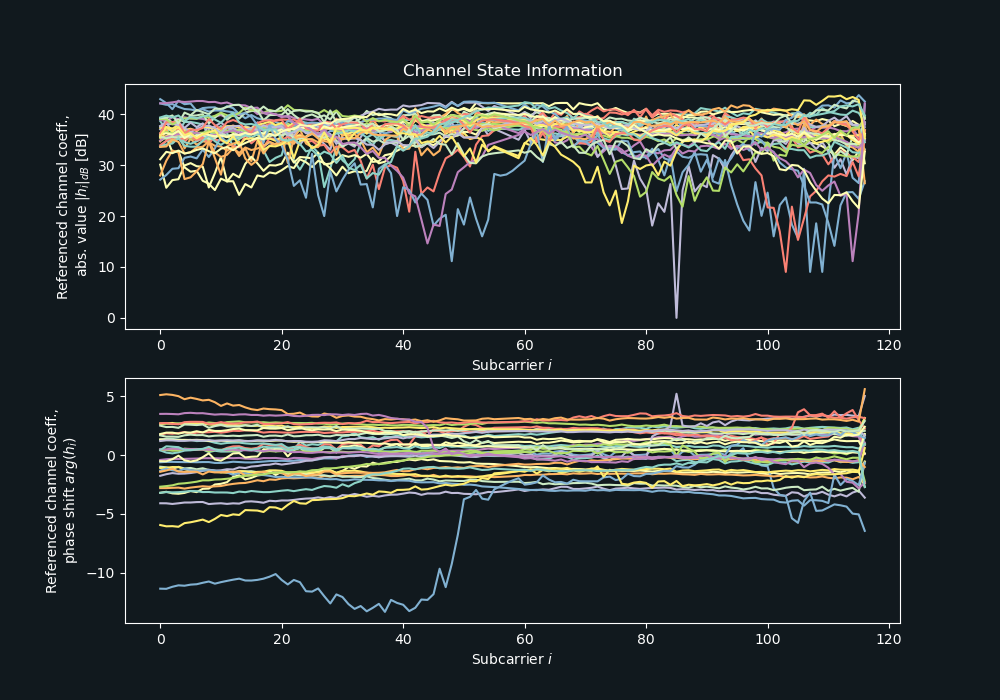 Channel State Information
Referenced channel coeff.,
abs. value |h_i|_dB [dB]
40
30
20
10
0
0 20 40 60 80 100 120
Subcarrier i
Referenced channel coeff.,
phase shift arg(h_i)
5
0
−5
−10
0 20 40 60 80 100 120
Subcarrier i